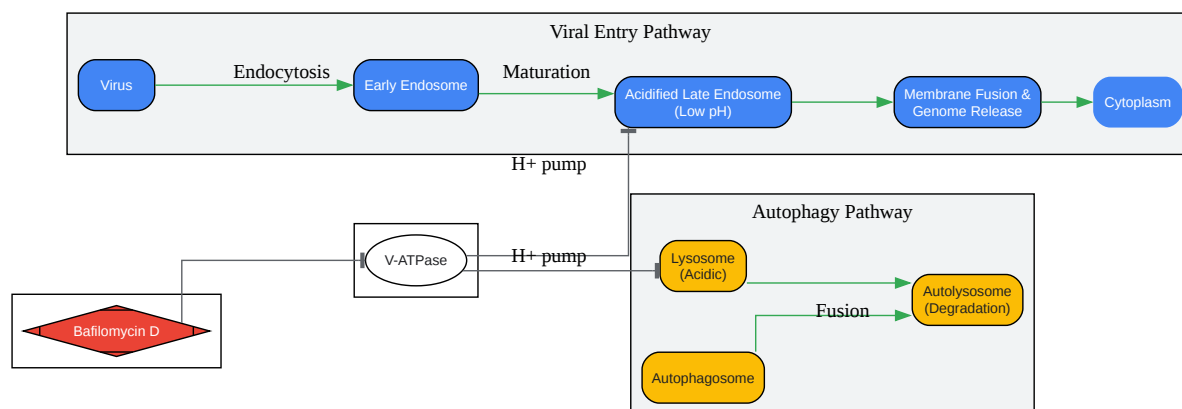 Viral Entry Pathway
Virus
Endocytosis
Early Endosome
Maturation
Acidified Late Endosome
(Low pH)
Membrane Fusion &
Genome Release
Cytoplasm
H+ pump
Autophagy Pathway
V-ATPase
H+ pump
Lysosome
(Acidic)
Autolysosome
(Degradation)
Fusion
Bafilomycin D
Autophagosome